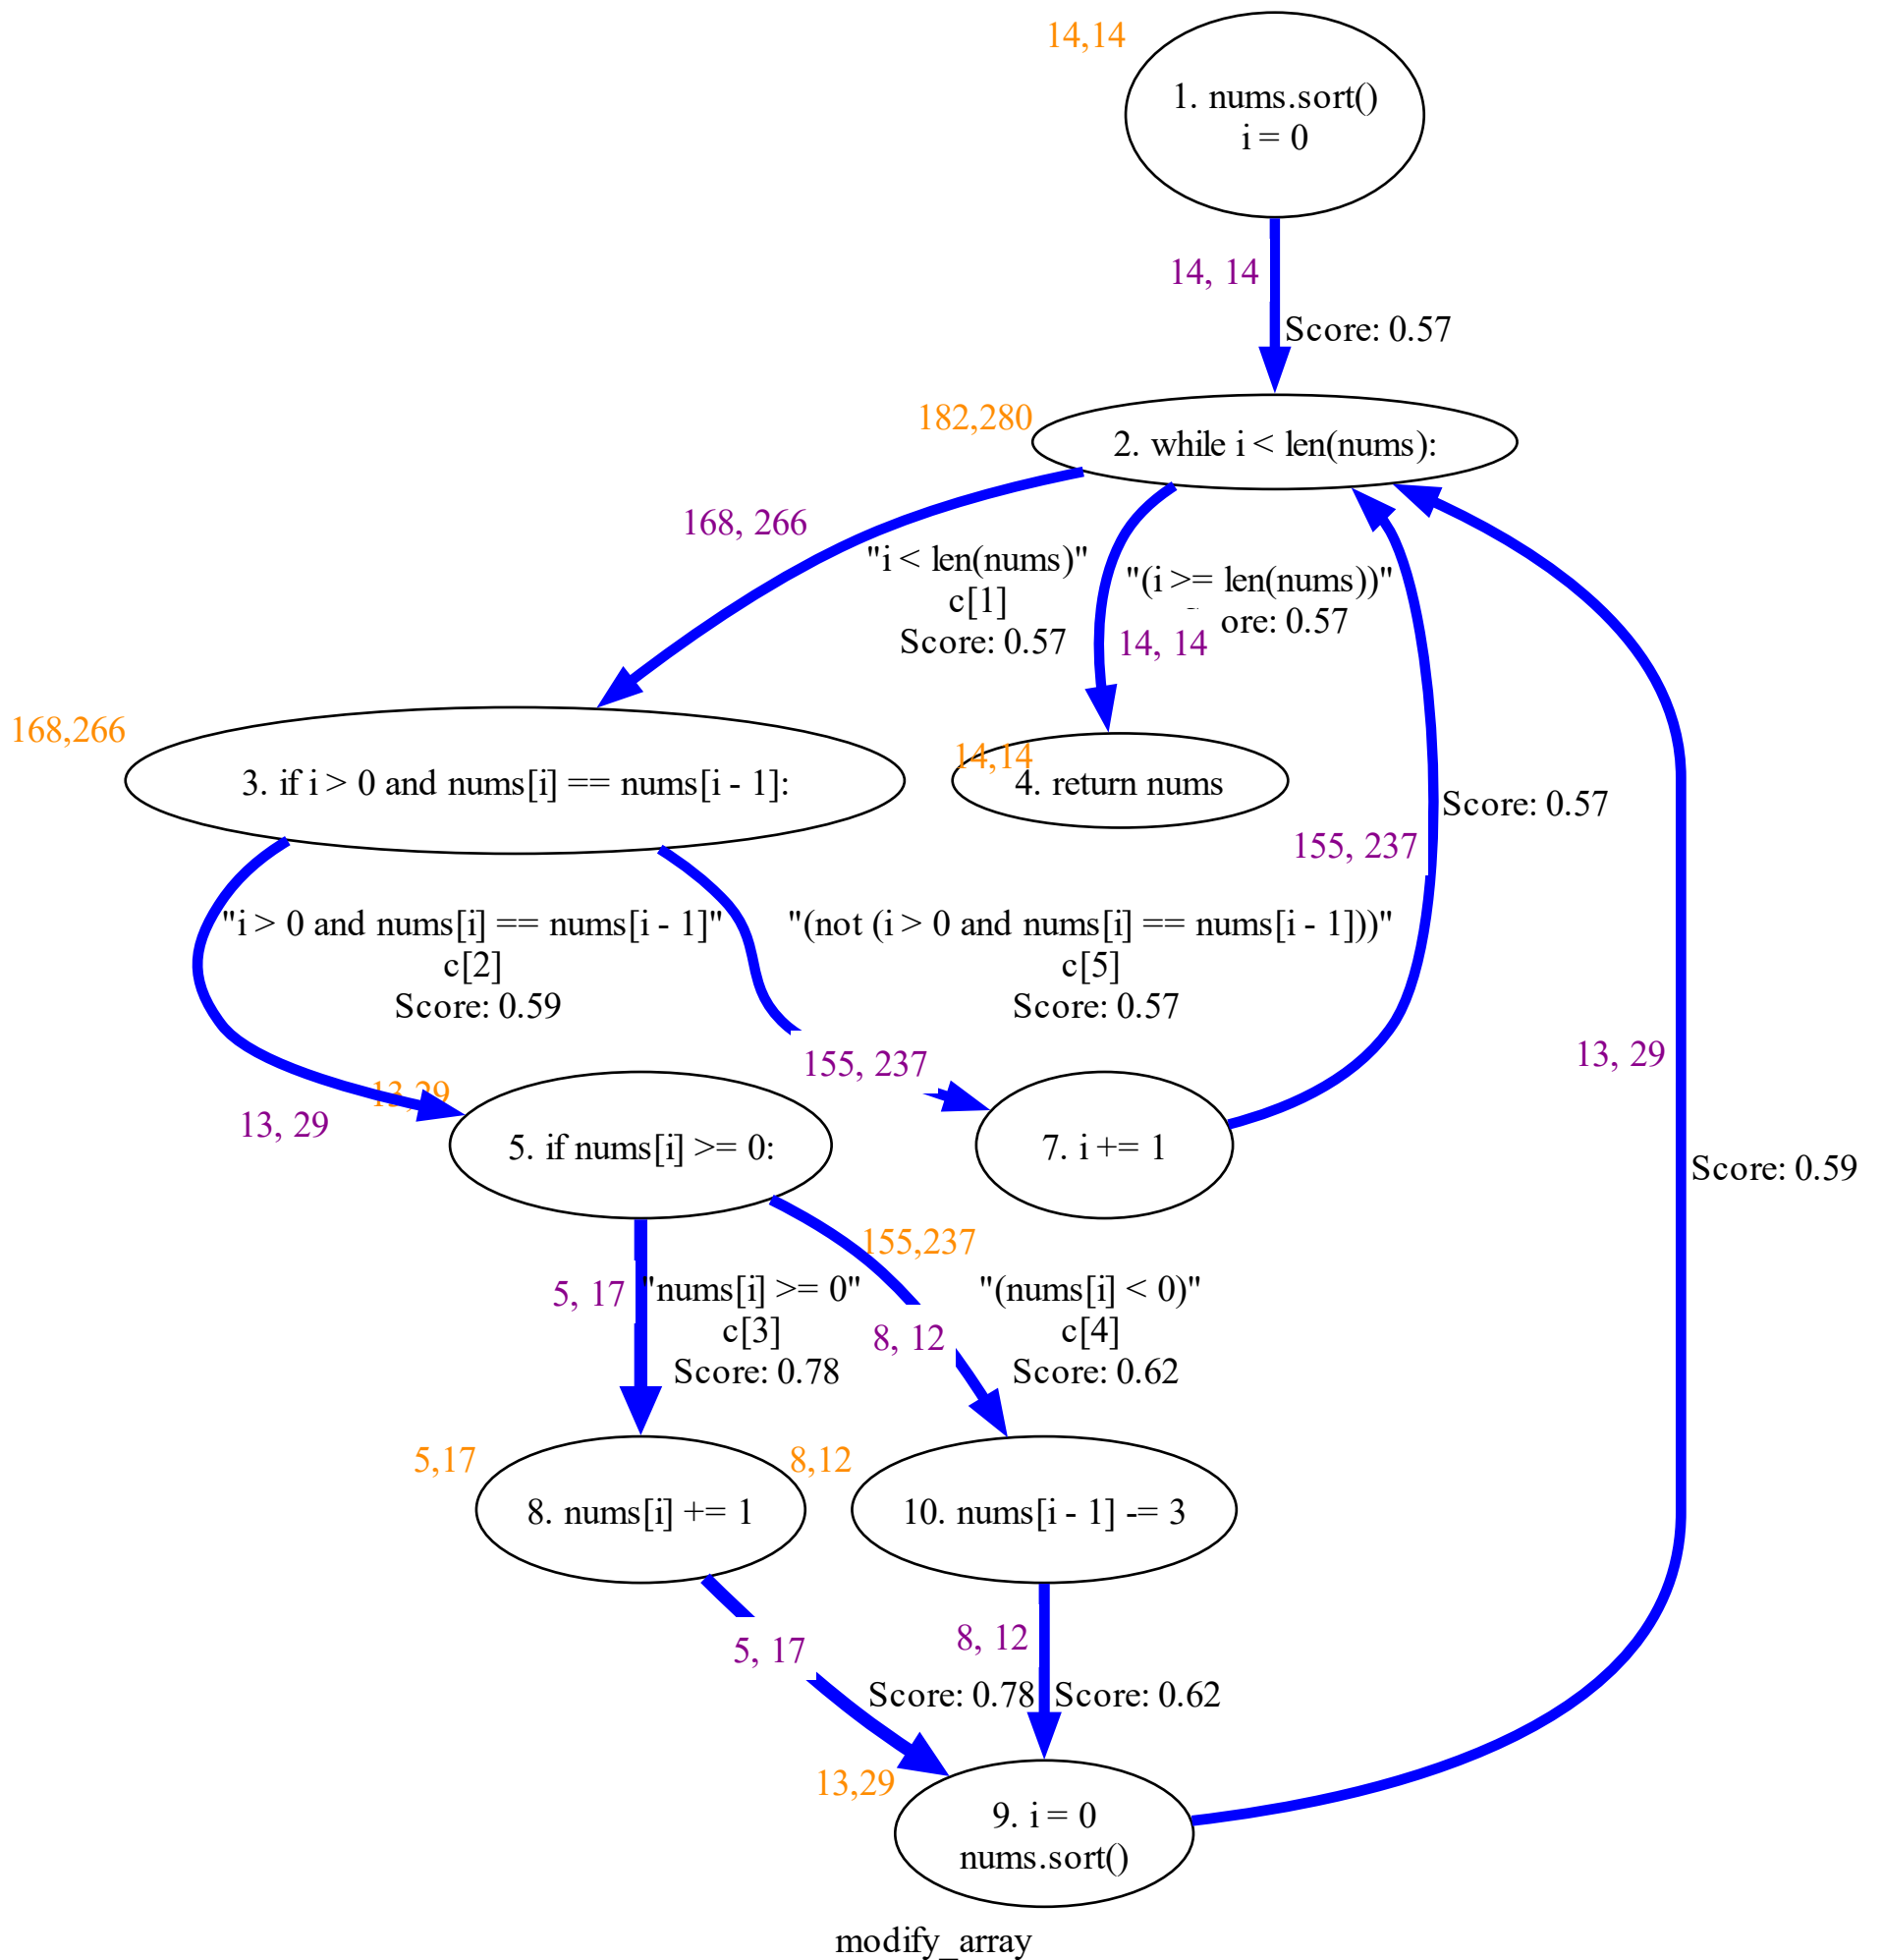 14,14
1. nums.sort()
i = 0
14, 14
Score: 0.57
182,280
2. while i < len(nums):
168, 266
"i < len(nums)"
c[1]
Score: 0.57
"(i >= len(nums))"
ore: 0.57
14, 14
168,266
3. if i > 0 and nums[i] == nums[i - 1]:
14,14
4. return nums
155, 237
Score: 0.57
"i > 0 and nums[i] == nums[i - 1]"
c[2]
Score: 0.59
"(not (i > 0 and nums[i] == nums[i - 1]))"
c[5]
Score: 0.57
13, 29
Score: 0.59
155, 237
13,29
13, 29
5. if nums[i] >= 0:
7. i += 1
155,237
5, 17
"nums[i] >= 0"
c[3]
Score: 0.78
8, 12
"(nums[i] < 0)"
c[4]
Score: 0.62
5,17
8. nums[i] += 1
8,12
10. nums[i - 1] -= 3
5, 17
Score: 0.78
8, 12
Score: 0.62
13,29
9. i = 0
nums.sort()
modify_array